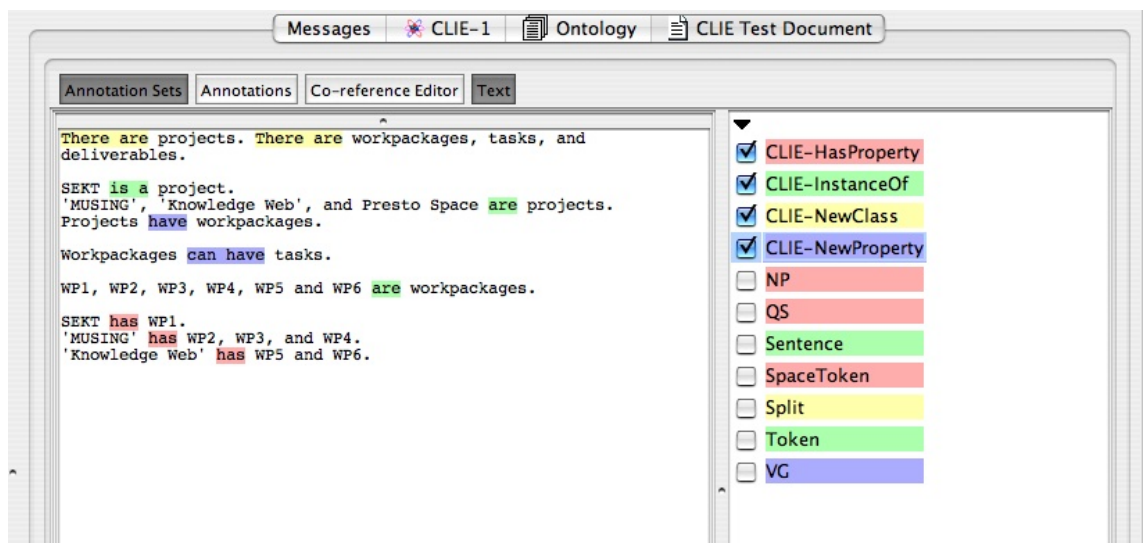 Messages CLIE-1 Ontology CLIE Test Document
Annotation Sets Annotations Co-reference Editor Text
There are projects. There are workpackages, tasks, and
deliverables.
SEKT is a project.
'MUSING', 'Knowledge Web', and Presto Space are projects.
Projects have workpackages.
Workpackages can have tasks.
WP1, WP2, WP3, WP4, WP5 and WP6 are workpackages.
SEKT has WP1.
'MUSING' has WP2, WP3, and WP4.
'Knowledge Web' has WP5 and WP6.
CLIE-HasProperty
CLIE-InstanceOf
CLIE-NewClass
CLIE-NewProperty
NP
QS
Sentence
SpaceToken
Split
Token
VG